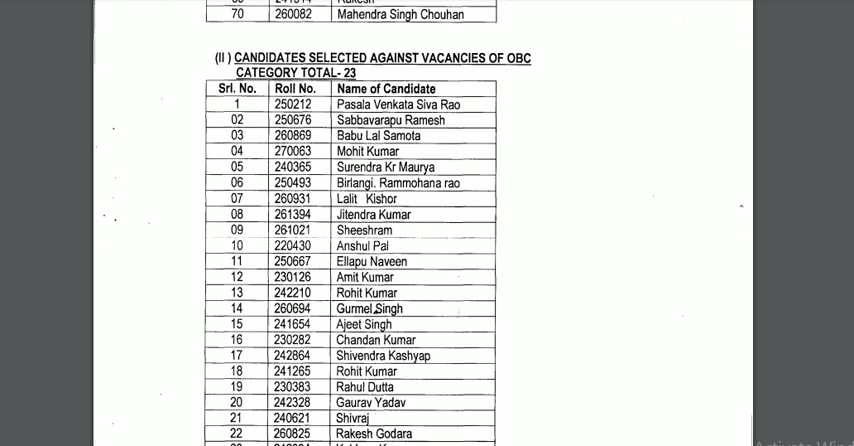 70 260082 Mahendra Singh Chouhan
(II ) CANDIDATES SELECTED AGAINST VACANCIES OF OBC
CATEGORY TOTAL- 23
Srl. No. Roll No. Name of Candidate
1 250212 Pasala Venkata Siva Rao
02 250676 Sabbavarapu Ramesh
03 260869 Babu Lal Samota
04 270063 Mohit Kumar
05 240365 Surendra Kr Maurya
06 250493 Birlangi. Rammohana rao
07 260931 Lalit Kishor
08 261394 Jitendra Kumar
09 261021 Sheeshram
10 220430 Anshul Pal
11 250667 Ellapu Naveen
12 230126 Amit Kumar
13 242210 Rohit Kumar
14 260694 Gurmel Singh
15 241654 Ajeet Singh
16 230282 Chandan Kumar
17 242864 Shivendra Kashyap
18 241265 Rohit Kumar
19 230383 Rahul Dutta
20 242328 Gaurav Yadav
21 240621 Shivraj
22 260825 Rakesh Godara